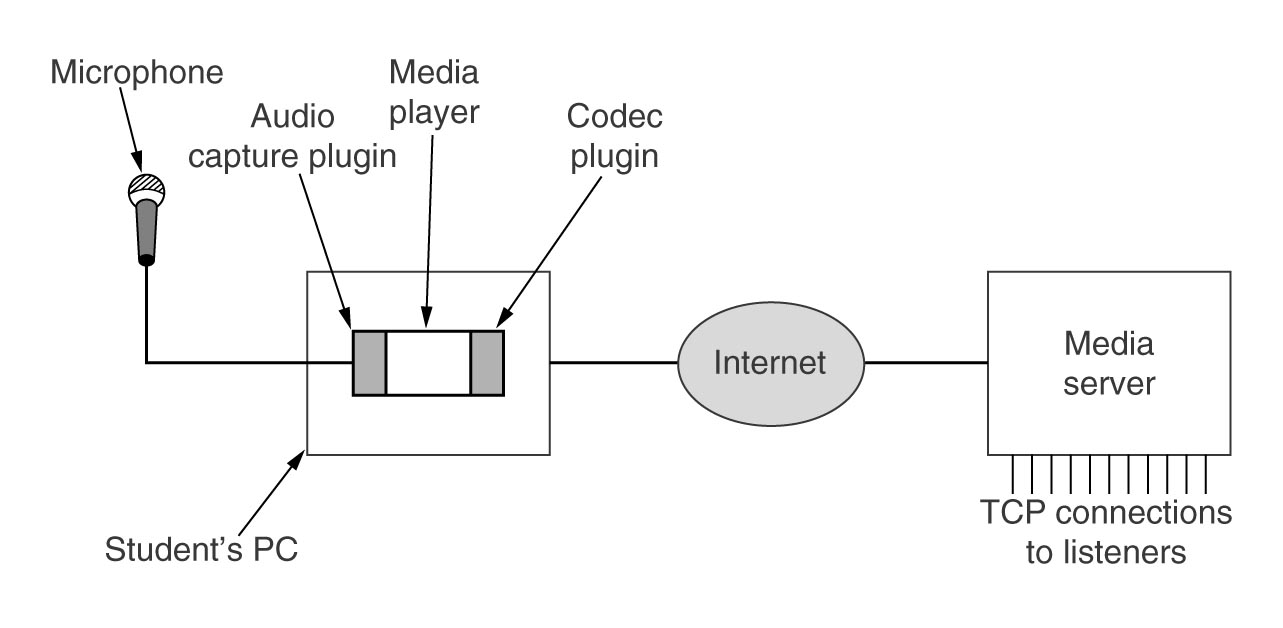 Microphone
Audio
capture plugin
Media
player
Codec
plugin
Internet
Media
server
Student’s PC
TCP connections
to listeners